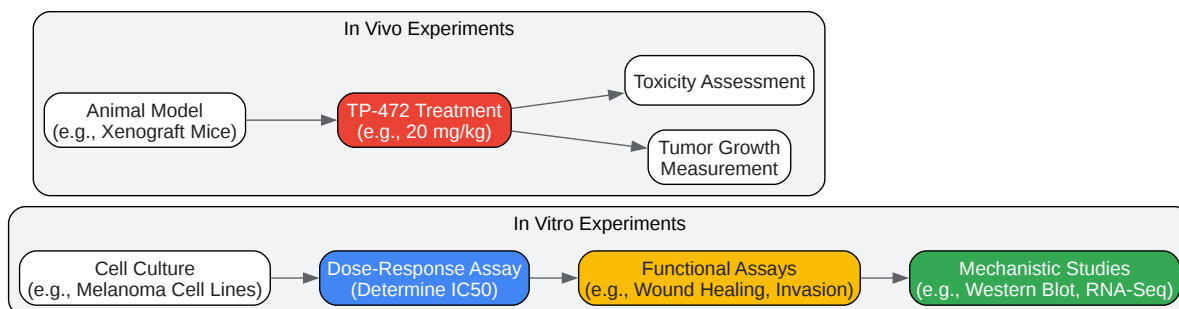 In Vivo Experiments
Animal Model
(e.g., Xenograft Mice)
TP-472 Treatment
(e.g., 20 mg/kg)
Toxicity Assessment
Tumor Growth
Measurement
In Vitro Experiments
Cell Culture
(e.g., Melanoma Cell Lines)
Dose-Response Assay
(Determine IC50)
Functional Assays
(e.g., Wound Healing, Invasion)
Mechanistic Studies
(e.g., Western Blot, RNA-Seq)